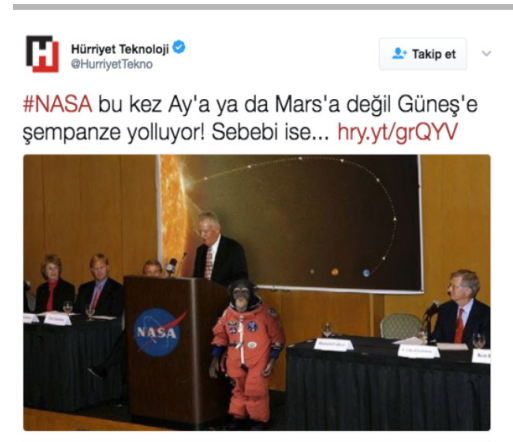 Hürriyet Teknoloji
@HurriyetTekno
Takip et
#NASA bu kez Ay'a ya da Mars'a değil Güneş'e
şempanze yolluyor! Sebebi ise... hry.yt/grQYV
NASA